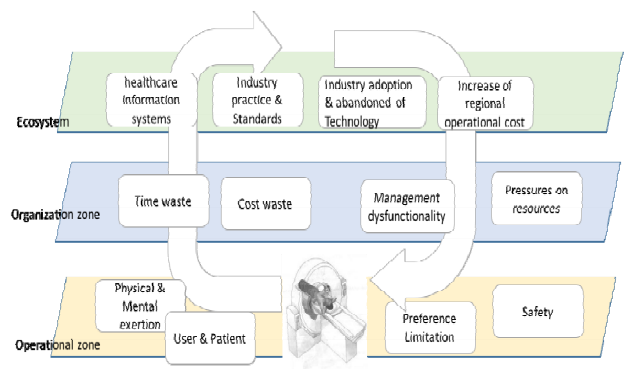 healthcare
Information
systems
Industry
practice &
Standards
Industry adoption
& abandoned of
Technology
Increase of
regional
operational cost
Ecosystem
Time waste
Cost waste
Management
dysfunctionality
Pressures on
resources
Organization zone
Physical &
Mental
exertion
User & Patient
Preference
Limitation
Safety
Operational zone